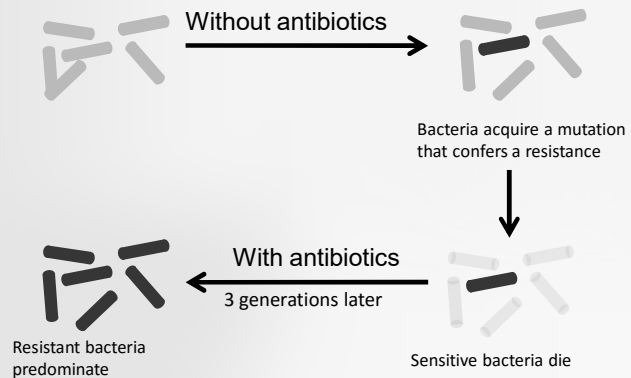 Without antibiotics
Bacteria acquire a mutation
that confers a resistance
With antibiotics
3 generations later
Resistant bacteria
predominate
Sensitive bacteria die